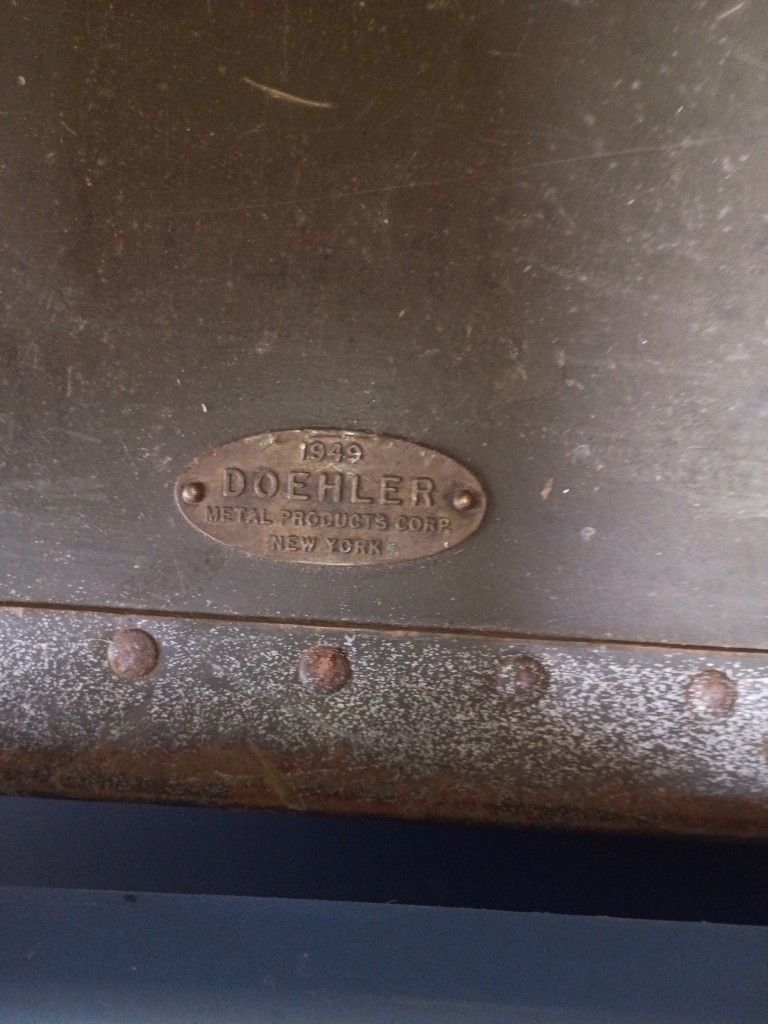 1949
DOEHLER
METAL PRODUCTS CORP.
NEW YORK